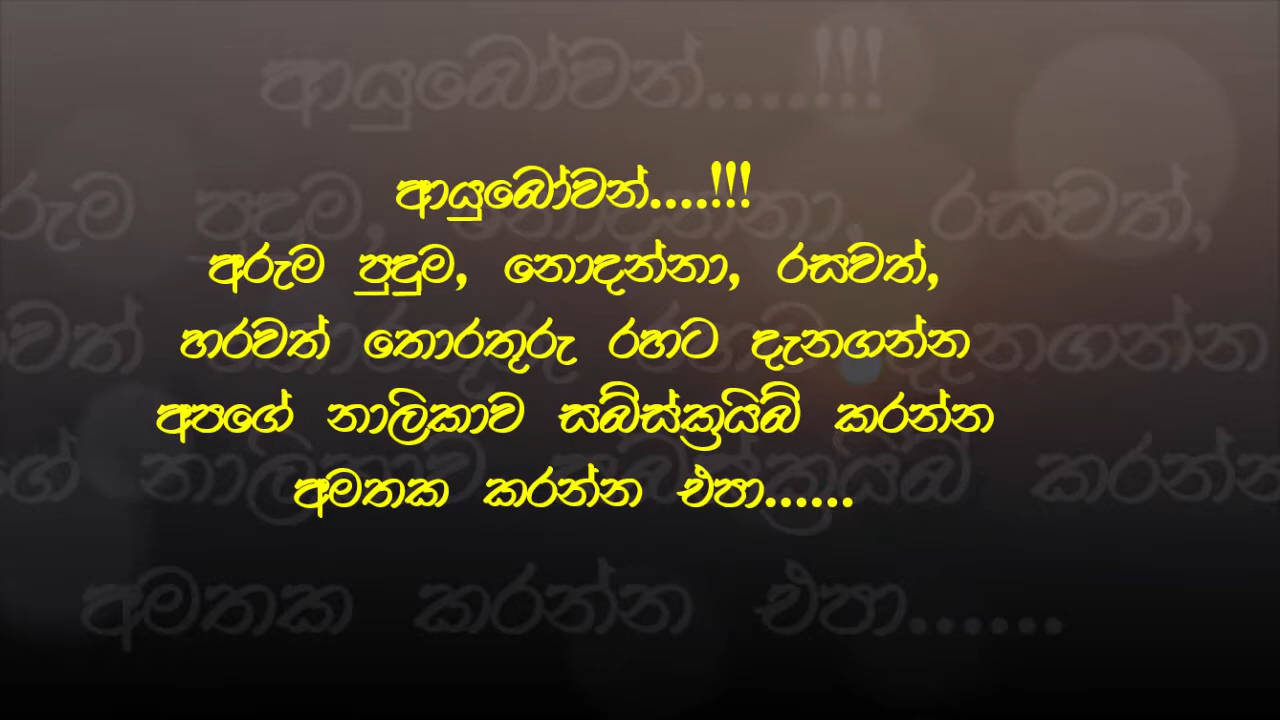 ආයුබෝවන්....!!!
අරුම පුදුම, නොදන්නා, රසවත්,
හරවත් තොරතුරු රහට දැනගන්න
අපගේ නාලිකාව සබ්ස්ක්‍රයිබ් කරන්න
අමතක කරන්න එපා......